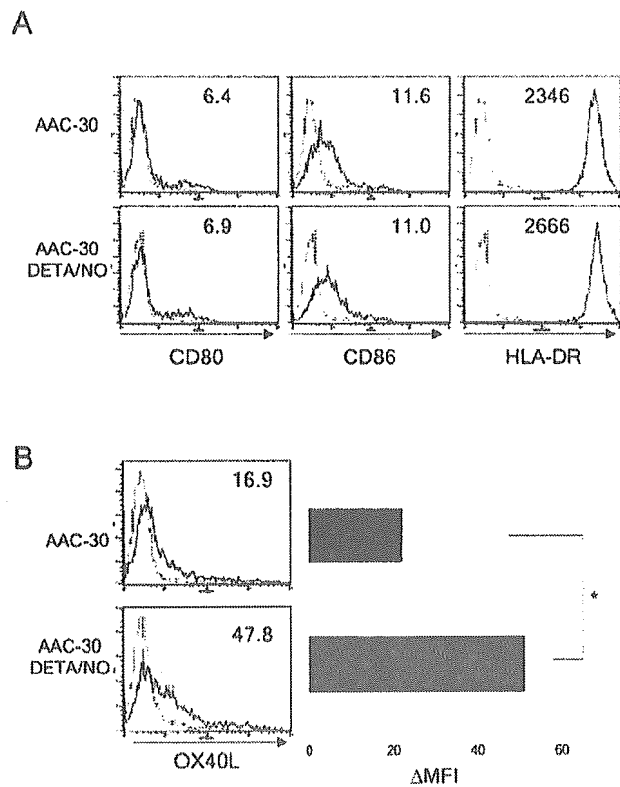 A
AAC-30
6.4
11.6
2346
AAC-30
DETA/NO
6.9
11.0
2666
CD80
CD86
HLA-DR
B
AAC-30
16.9
AAC-30
DETA/NO
47.8
*
OX40L
0
20
40
60
ΔMFI